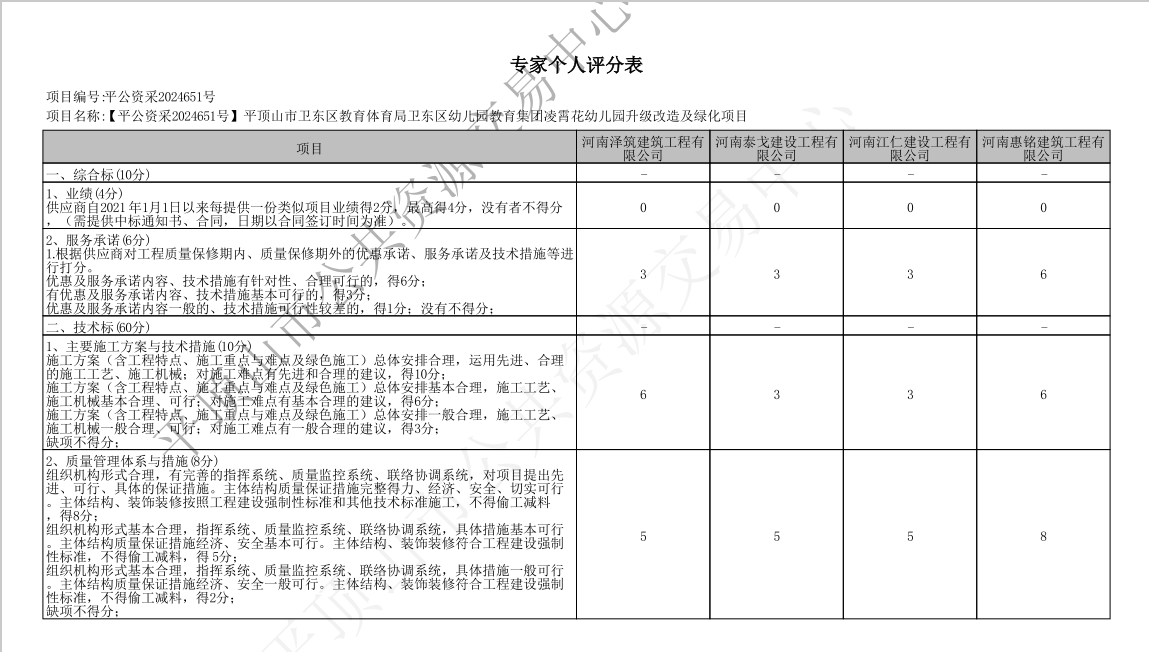 专家个人评分表
项目编号:平公资采2024651号
项目名称:【平公资采2024651号】平顶山市卫东区教育体育局卫东区幼儿园教育集团凌霄花幼儿园升级改造及绿化项目
项目
河南泽筑建筑工程有
限公司
河南泰戈建设工程有
限公司
河南江仁建设工程有
限公司
河南惠铭建筑工程有
限公司
一、综合标(10分)
－ － － －
1、业绩(4分)
供应商自2021 年1月1日以来每提供一份类似项目业绩得2分，最高得4分，没有者不得分
，（需提供中标通知书、合同，日期以合同签订时间为准）。
0 0 0 0
2、服务承诺(6分)
1.根据供应商对工程质量保修期内、质量保修期外的优惠承诺、服务承诺及技术措施等进
行打分。
优惠及服务承诺内容、技术措施有针对性、合理可行的，得6分；
有优惠及服务承诺内容、技术措施基本可行的，得3分；
优惠及服务承诺内容一般的、技术措施可行性较差的，得1分；没有不得分；
3 3 3 6
二、技术标(60分)
－ － － －
1、主要施工方案与技术措施(10分)
施工方案（含工程特点、施工重点与难点及绿色施工）总体安排合理，运用先进、合理
的施工工艺、施工机械；对施工难点有先进和合理的建议，得10分；
施工方案（含工程特点、施工重点与难点及绿色施工）总体安排基本合理，施工工艺、
施工机械基本合理、可行；对施工难点有基本合理的建议，得6分；
施工方案（含工程特点、施工重点与难点及绿色施工）总体安排一般合理，施工工艺、
施工机械一般合理、可行；对施工难点有一般合理的建议，得3分；
缺项不得分；
6 3 3 6
2、质量管理体系与措施(8分)
组织机构形式合理，有完善的指挥系统、质量监控系统、联络协调系统，对项目提出先
进、可行、具体的保证措施。主体结构质量保证措施完整得力、经济、安全、切实可行
。主体结构、装饰装修按照工程建设强制性标准和其他技术标准施工，不得偷工减料
，得8分；
组织机构形式基本合理，指挥系统、质量监控系统、联络协调系统，具体措施基本可行
。主体结构质量保证措施经济、安全基本可行。主体结构、装饰装修符合工程建设强制
性标准，不得偷工减料，得 5分；
组织机构形式基本合理，指挥系统、质量监控系统、联络协调系统，具体措施一般可行
。主体结构质量保证措施经济、安全一般可行。主体结构、装饰装修符合工程建设强制
性标准，不得偷工减料，得2分；
缺项不得分；
5 5 5 8
平顶山市公共资源交易中心
平顶山市公共资源交易中心